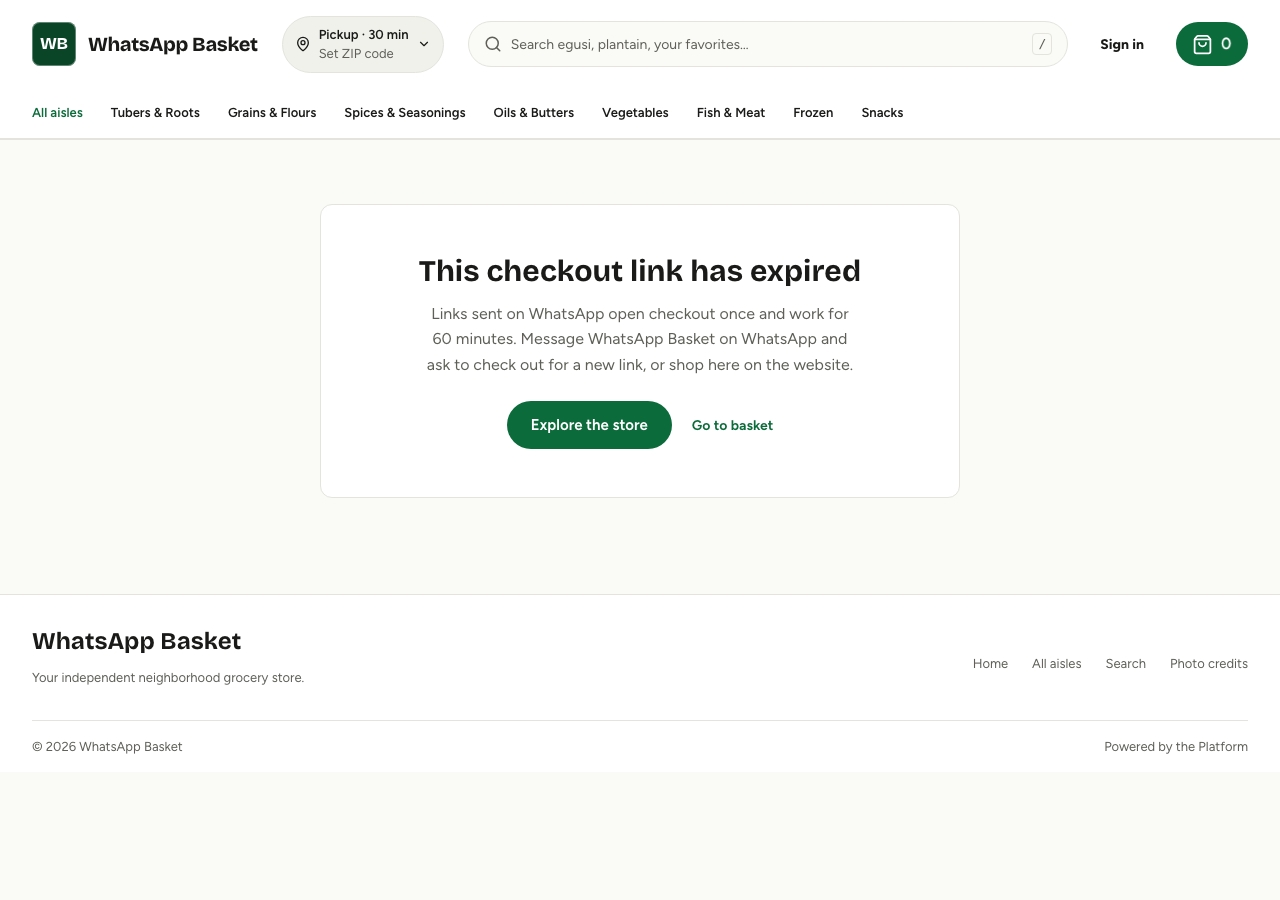 WB
WhatsApp Basket
Pickup · 30 min
Set ZIP code
Search egusi, plantain, your favorites...
/
Sign in
0
All aisles
Tubers & Roots
Grains & Flours
Spices & Seasonings
Oils & Butters
Vegetables
Fish & Meat
Frozen
Snacks
This checkout link has expired
Links sent on WhatsApp open checkout once and work for
60 minutes. Message WhatsApp Basket on WhatsApp and
ask to check out for a new link, or shop here on the website.
Explore the store
Go to basket
WhatsApp Basket
Your independent neighborhood grocery store.
Home
All aisles
Search
Photo credits
© 2026 WhatsApp Basket
Powered by the Platform